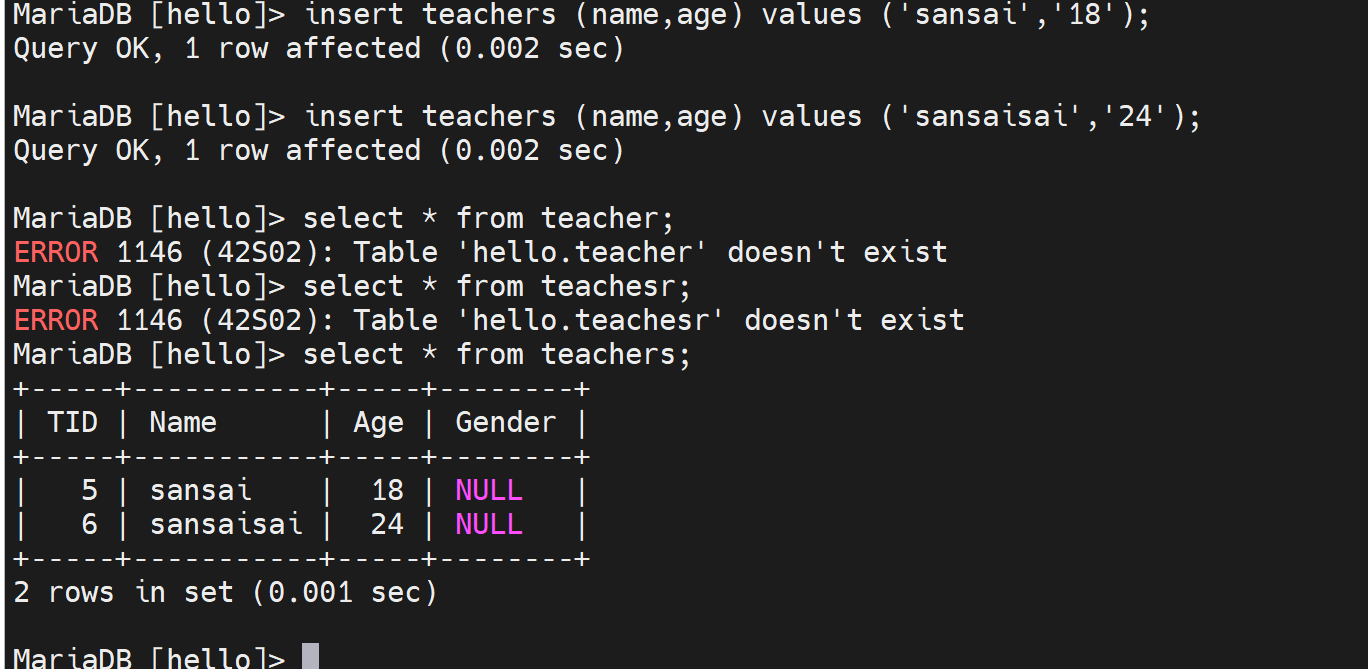 MariaDB [hello]> insert teachers (name,age) values ('sansai','18');
Query OK, 1 row affected (0.002 sec)
MariaDB [hello]> insert teachers (name,age) values ('sansaisai','24');
Query OK, 1 row affected (0.002 sec)
MariaDB [hello]> select * from teacher;
ERROR 1146 (42S02): Table 'hello.teacher' doesn't exist
MariaDB [hello]> select * from teachesr;
ERROR 1146 (42S02): Table 'hello.teachesr' doesn't exist
MariaDB [hello]> select * from teachers;
+-----+-----------+-----+--------+
| TID | Name      | Age | Gender |
+-----+-----------+-----+--------+
|   5 | sansai    |  18 | NULL   |
|   6 | sansaisai |  24 | NULL   |
+-----+-----------+-----+--------+
2 rows in set (0.001 sec)
MariaDB [hello]>